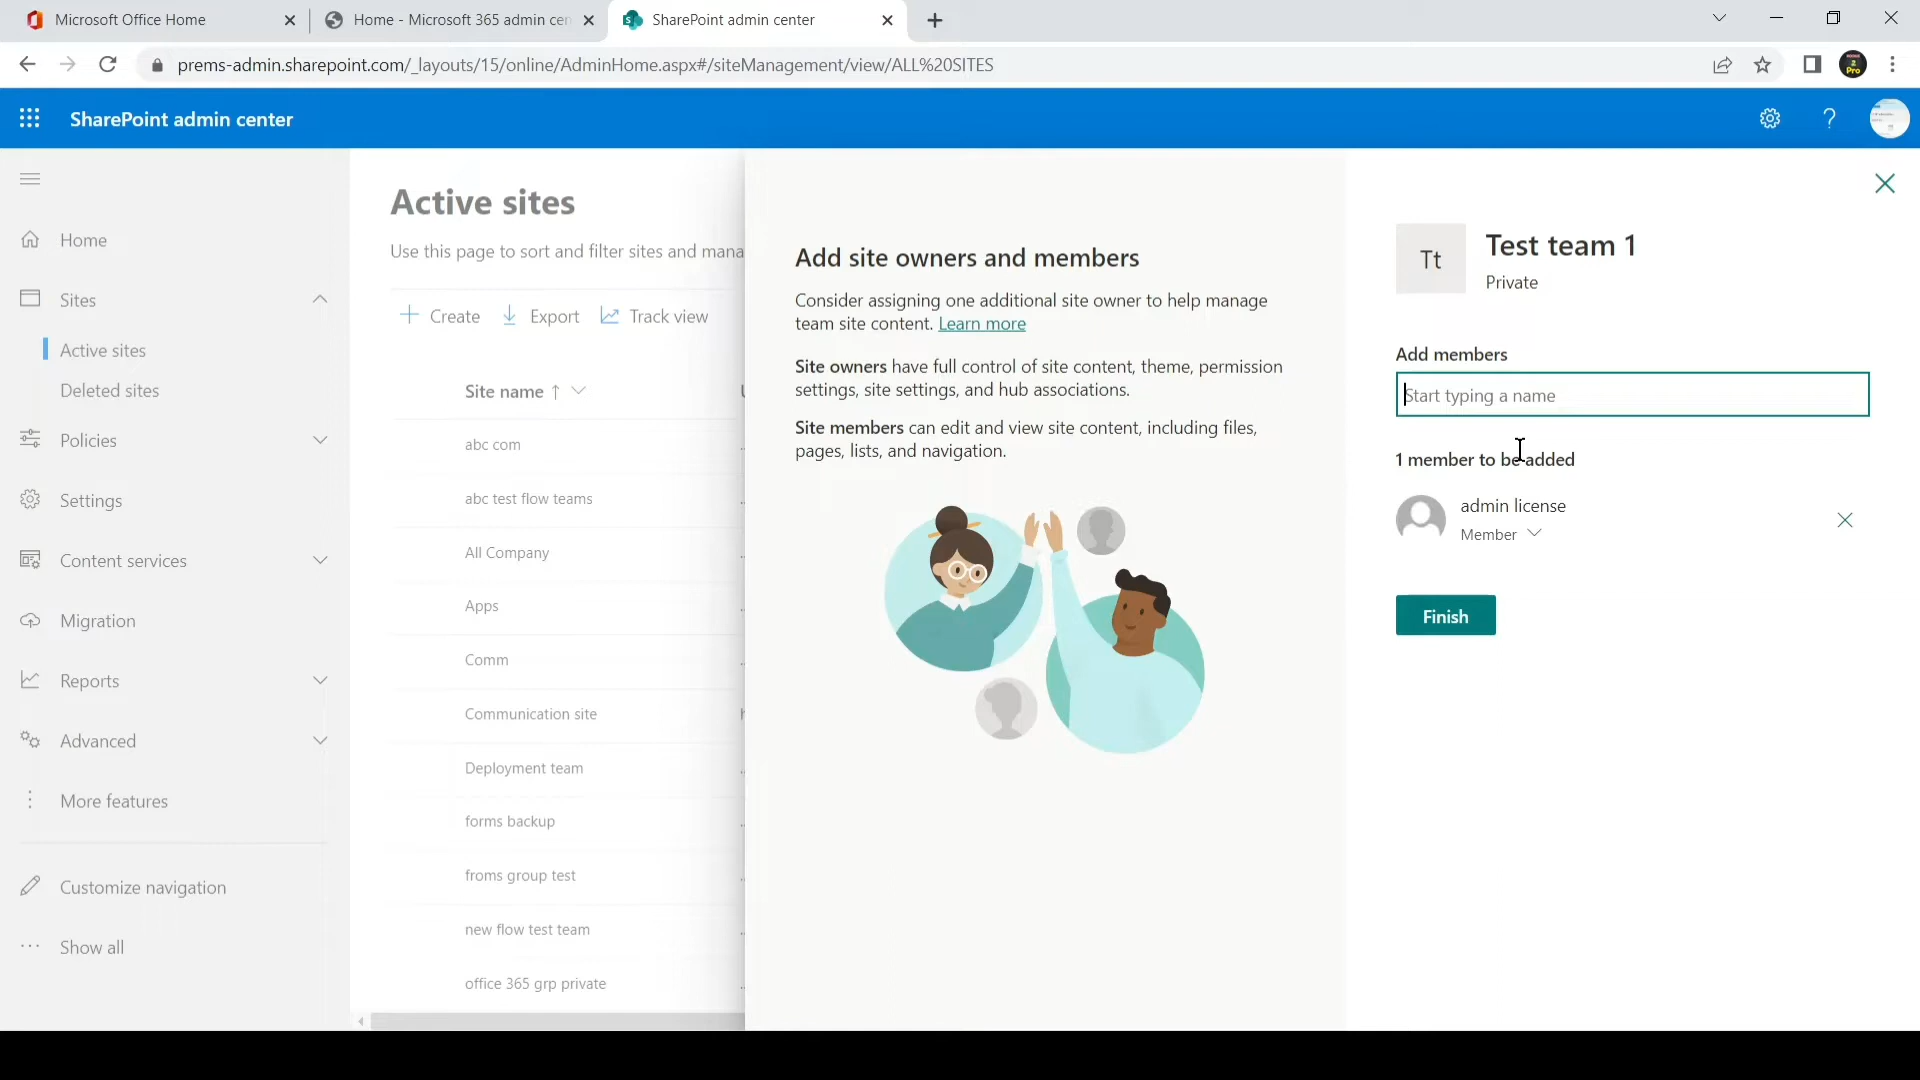 Microsoft Office Home
Home - Microsoft 365 admin cen
SharePoint admin center
prems-admin.sharepoint.com/_layouts/15/online/AdminHome.aspx#/siteManagement/view/ALL%20SITES
SharePoint admin center
Home
Sites
Active sites
Deleted sites
Policies
Settings
Content services
Migration
Reports
Advanced
More features
Customize navigation
Show all
Active sites
Use this page to sort and filter sites and mana
Create
Export
Track view
Site name
abc com
abc test flow teams
All Company
Apps
Comm
Communication site
Deployment team
forms backup
froms group test
new flow test team
office 365 grp private
Add site owners and members
Consider assigning one additional site owner to help manage
team site content. Learn more
Site owners have full control of site content, theme, permission
settings, site settings, and hub associations.
Site members can edit and view site content, including files,
pages, lists, and navigation.
Tt
Test team 1
Private
Add members
Start typing a name
1 member to be added
admin license
Member
Finish